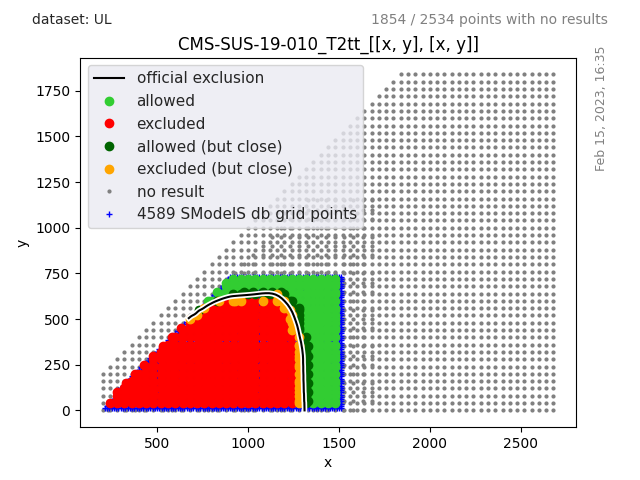 dataset: UL
1854 / 2534 points with no results
CMS-SUS-19-010_T2tt_[[x, y], [x, y]]
official exclusion
allowed
excluded
allowed (but close)
excluded (but close)
no result
4589 SModelS db grid points
Feb 15, 2023, 16:35
y
1750
1500
1250
1000
750
500
250
0
500
1000
1500
2000
2500
x